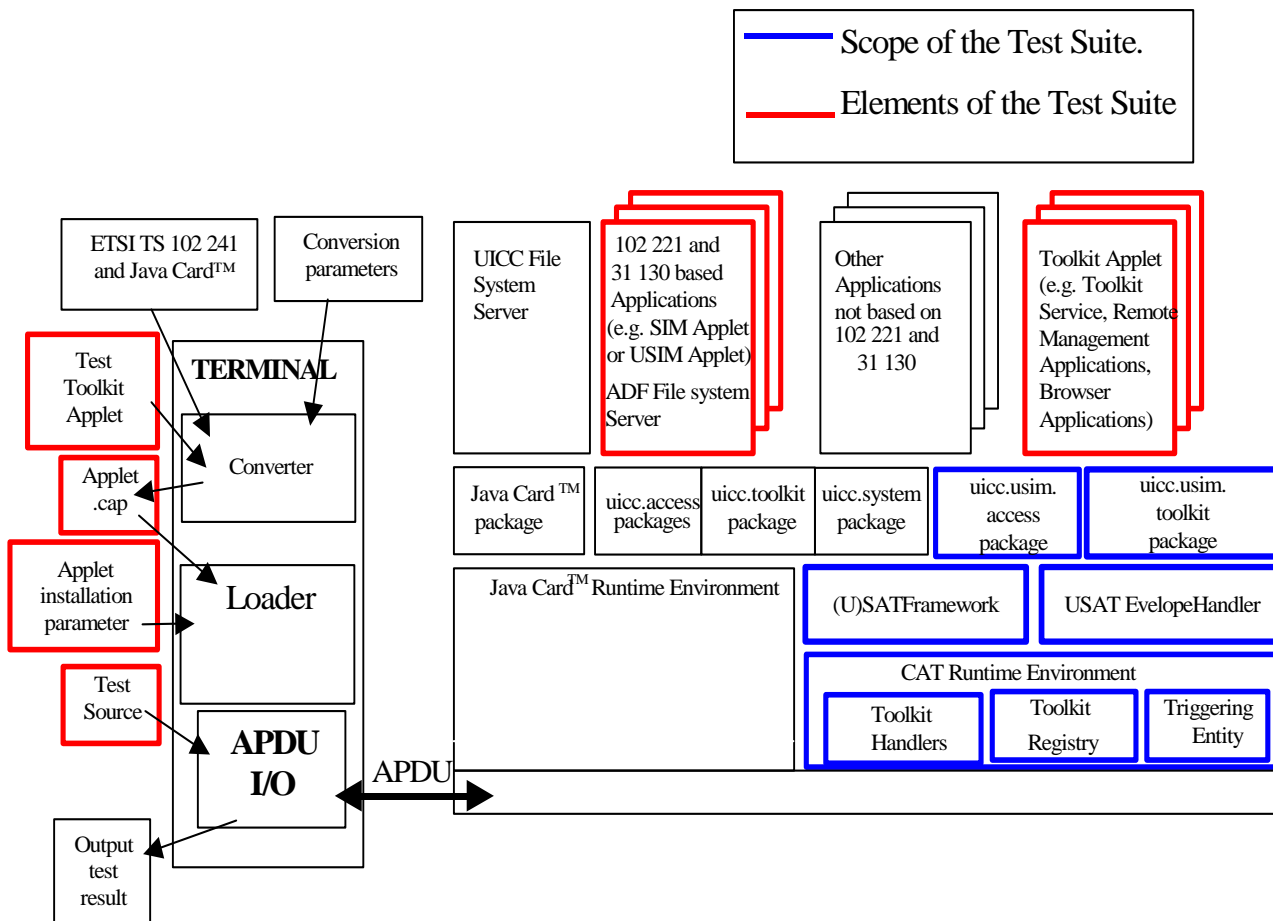 Scope of the Test Suite.
Elements of the Test Suite
ETSI TS 102 241
and Java Card™
Conversion
parameters
UICC File
System
Server
102 221 and
31 130 based
Applications
(e.g. SIM Applet
or USIM Applet)
ADF File system
Server
Other
Applications
not based on
102 221 and
31 130
Toolkit Applet
(e.g. Toolkit
Service, Remote
Management
Applications,
Browser
Applications)
Test
Toolkit
Applet
TERMINAL
Converter
Applet
.cap
Java Card™
package
uicc.access
packages
uicc.toolkit
package
uicc.system
package
uicc.usim.
access
package
uicc.usim.
toolkit
package
Applet
installation
parameter
Loader
Java Card™ Runtime Environment
(U)SATFramework
USAT EvelopeHandler
CAT Runtime Environment
Toolkit
Handlers
Toolkit
Registry
Triggering
Entity
Test
Source
APDU
I/O
APDU
Output
test
result